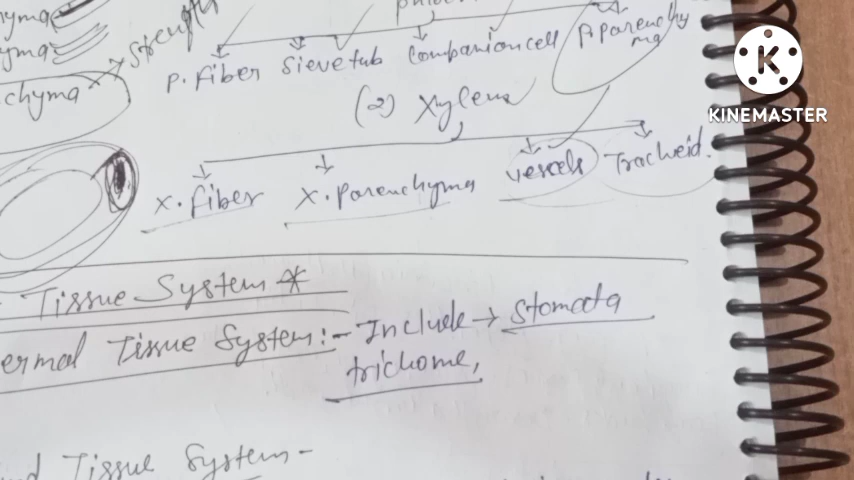 strength
P. Fiber Sieve tub Companion cell P. Parenchyma
chyma
(2) Xylem
X. Fiber X. Parenchyma vessels Tracheid.
Tissue System *
ermal Tissue System:- Include → Stomata
trichome,
nd Tissue System -
K
KINEMASTER